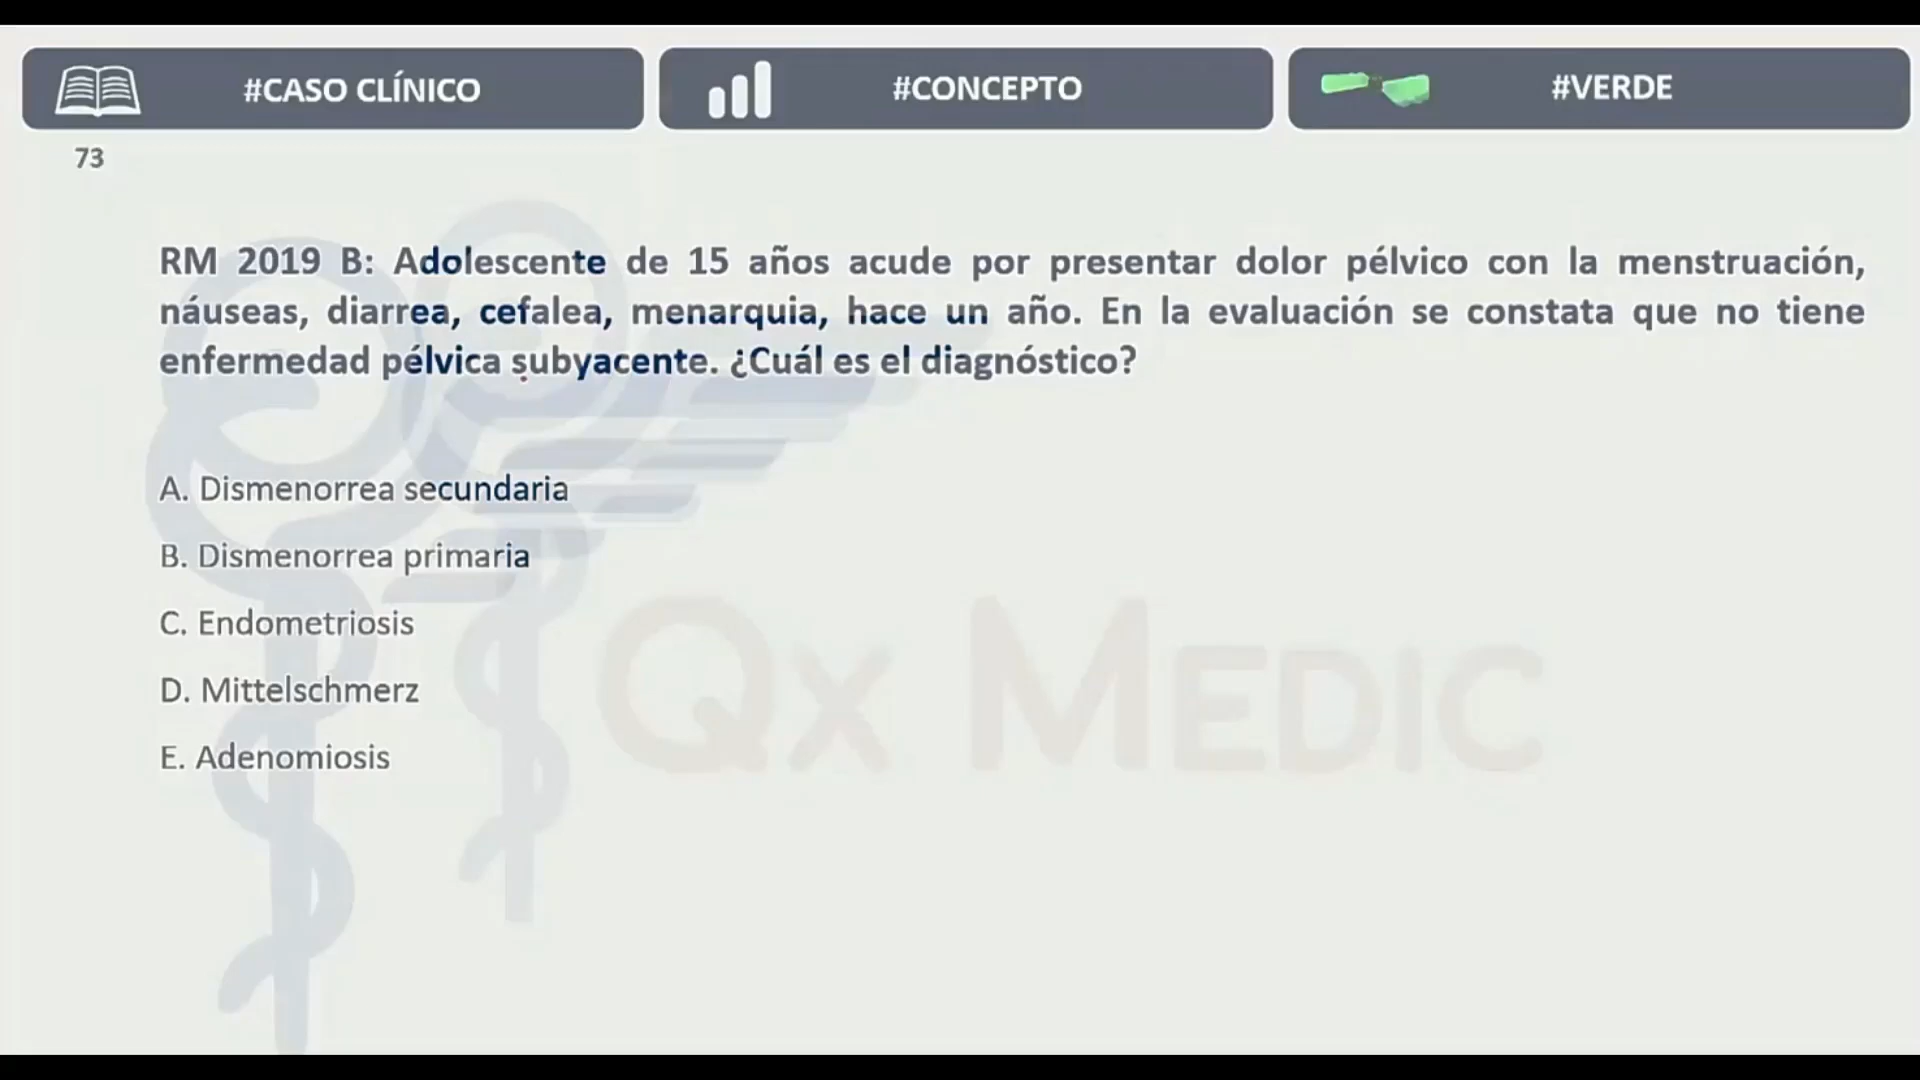 #CASO CLÍNICO
#CONCEPTO
#VERDE
73
RM 2019 B: Adolescente de 15 años acude por presentar dolor pélvico con la menstruación,
náuseas, diarrea, cefalea, menarquia, hace un año. En la evaluación se constata que no tiene
enfermedad pélvica subyacente. ¿Cuál es el diagnóstico?
A. Dismenorrea secundaria
B. Dismenorrea primaria
C. Endometriosis
D. Mittelschmerz
E. Adenomiosis
QX MEDIC